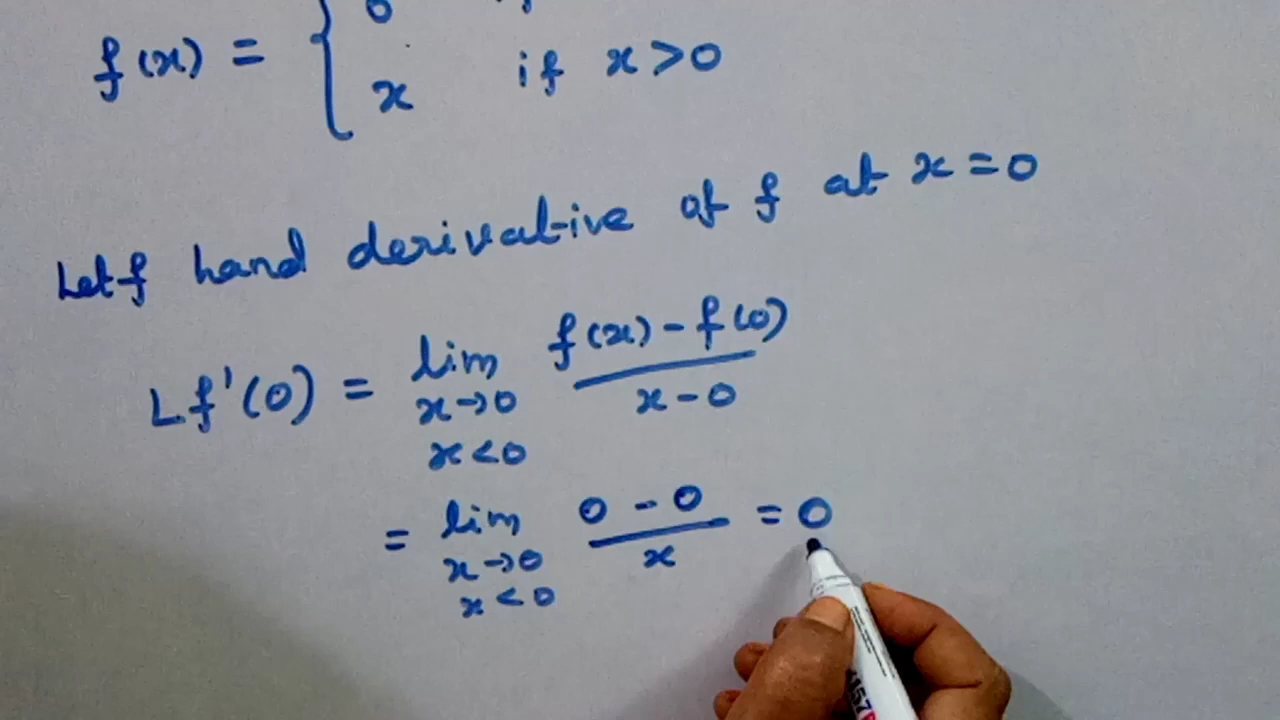 0
f(x) = { x if x>0
Left hand derivative of f at x=0
Lf'(0) = lim x→0 x<0 f(x)-f(0) / x-0
= lim x→0 x<0 0-0 / x = 0